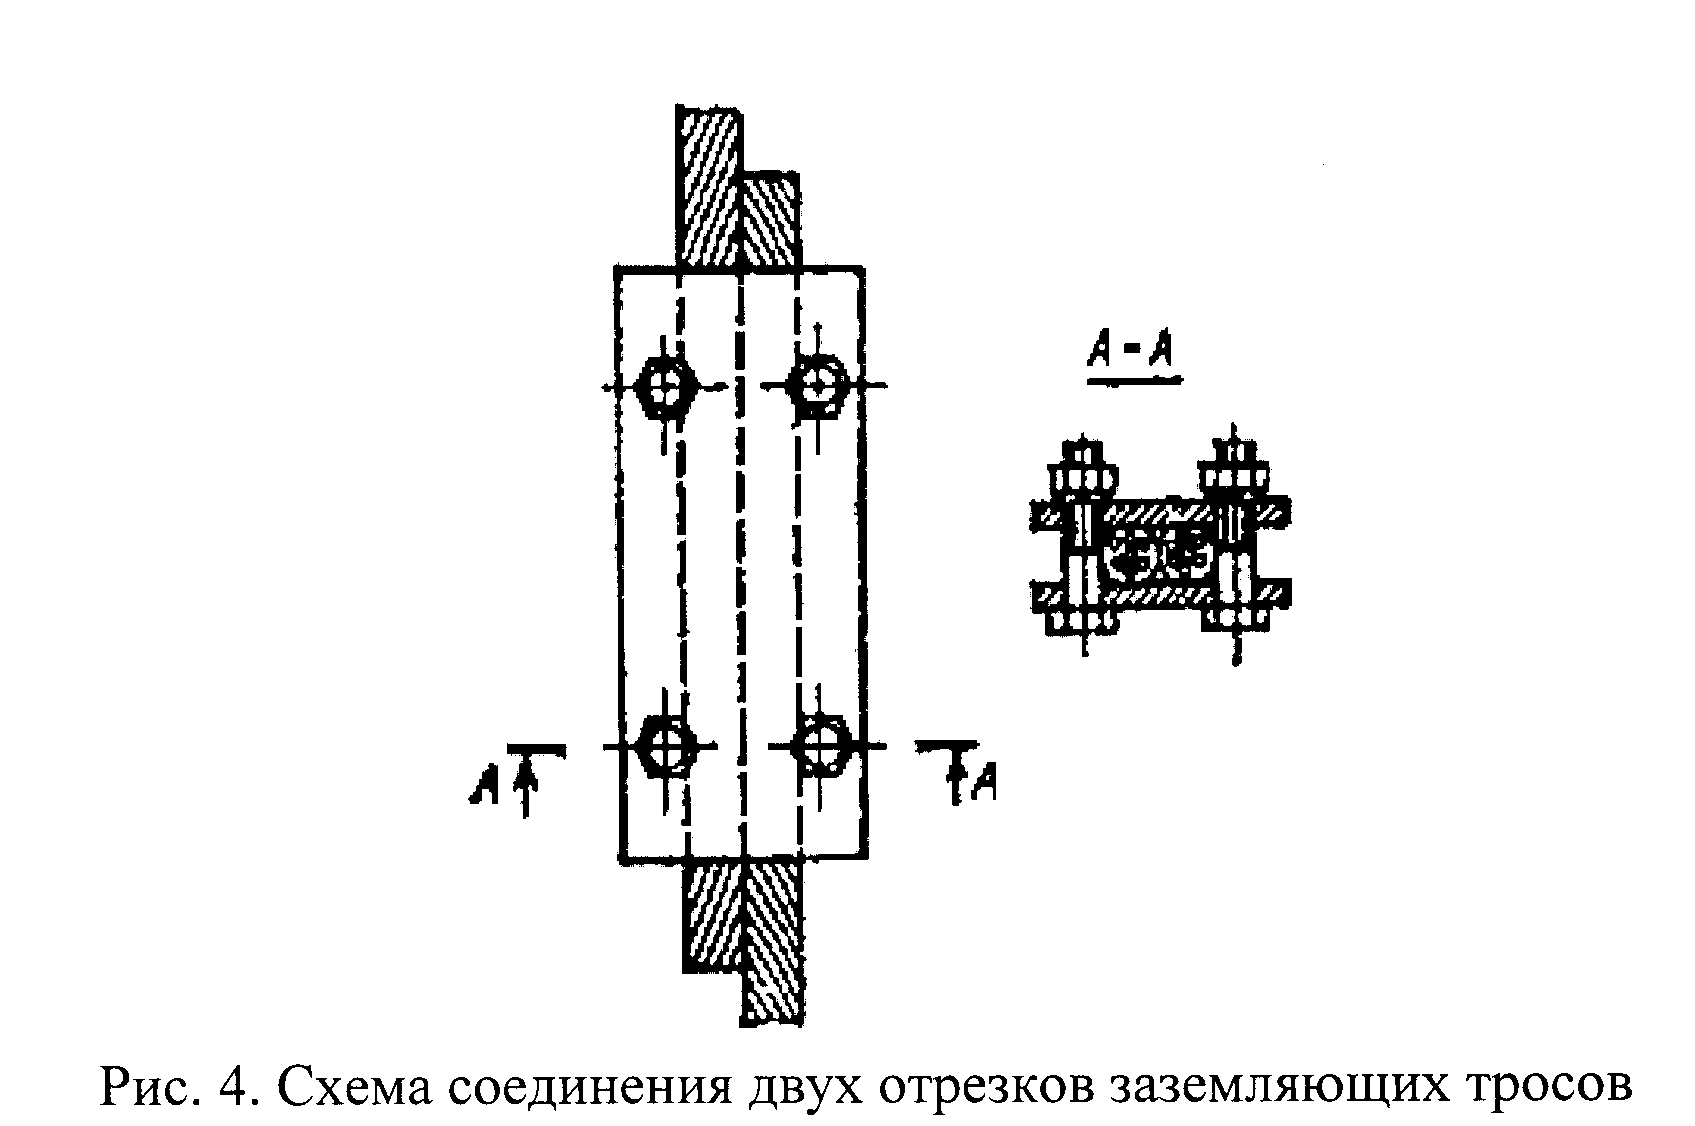 А - А
А
А
Рис. 4. Схема соединения двух отрезков заземляющих тросов